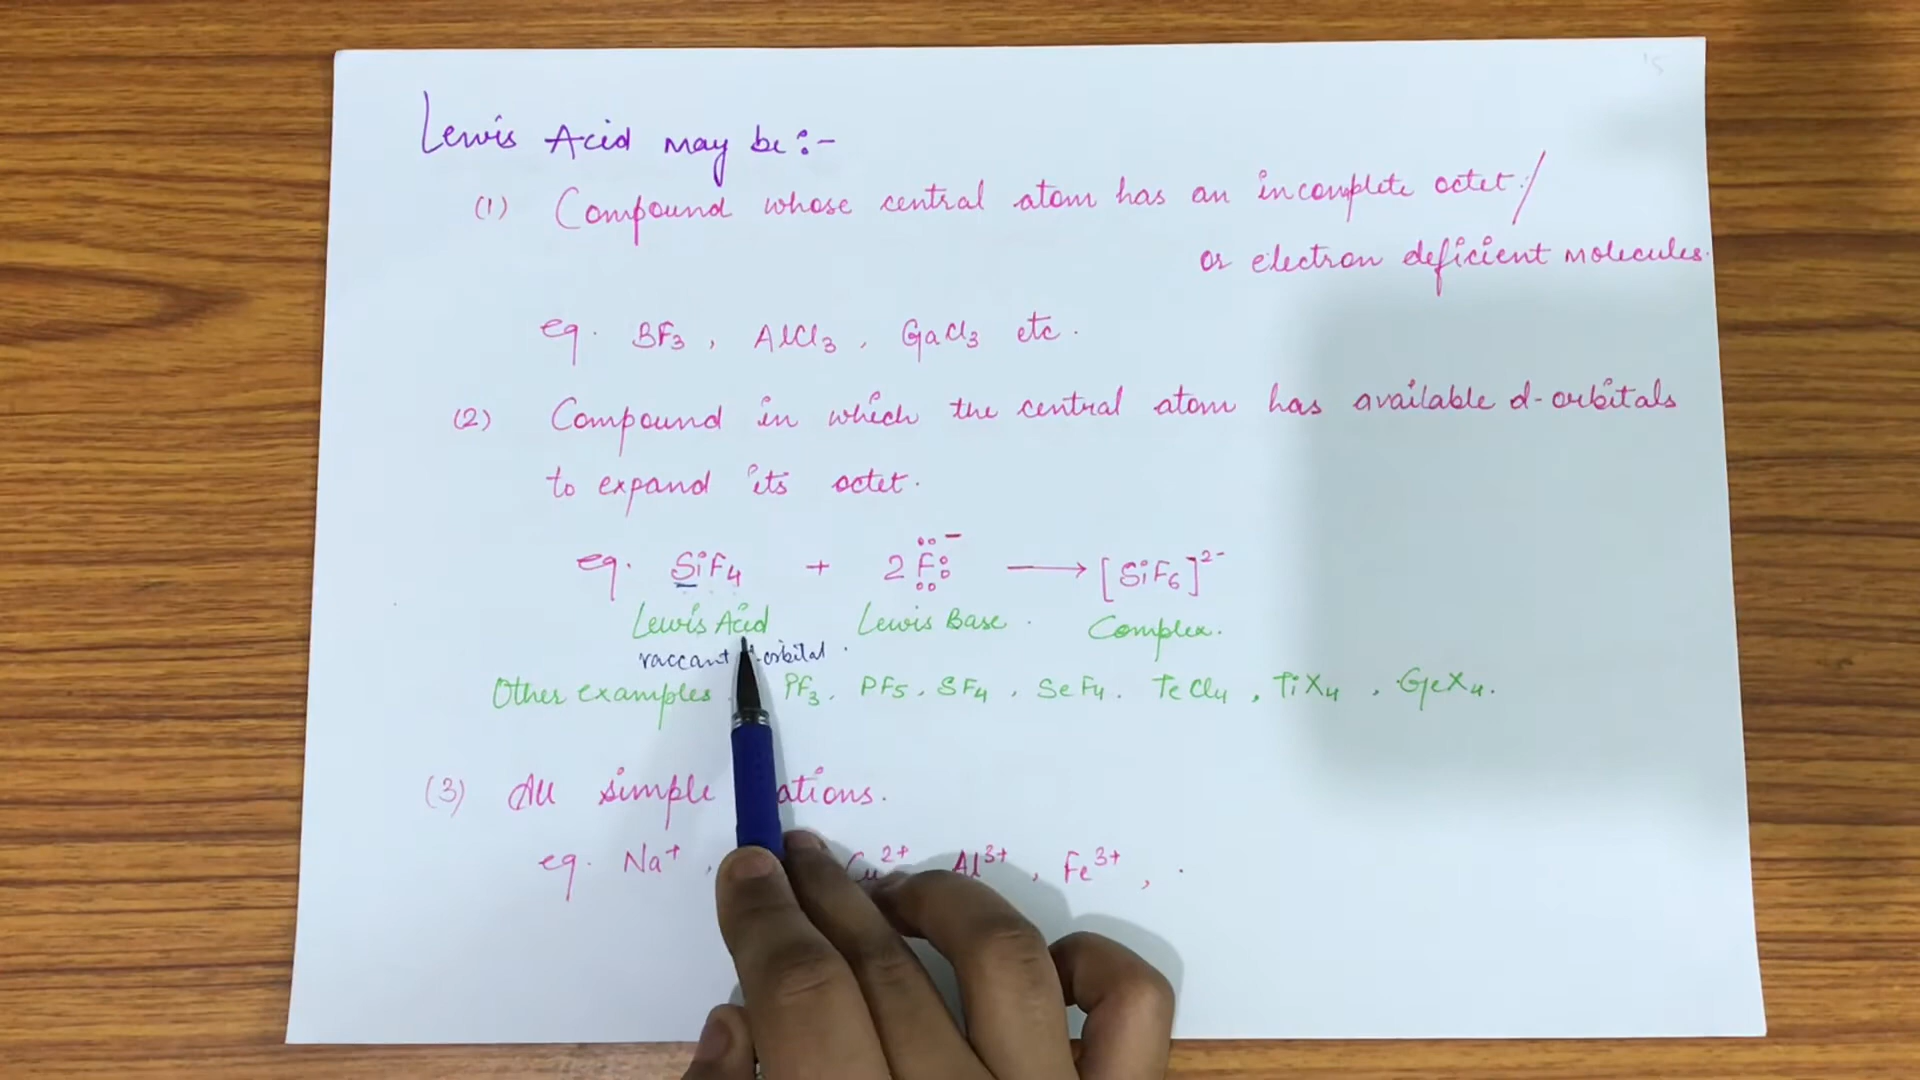 Lewis Acid may be:-
(1) Compound whose central atom has an incomplete octet./
or electron deficient molecules.
eg. BF3, AlCl3, GaCl3 etc.
(2) Compound in which the central atom has available d-orbitals
to expand its octet.
eg. SiF4 + 2F⁻ → [SiF6]²⁻
Lewis Acid Lewis Base. Complex.
vaccant orbital.
Other examples PF3, PF5, SF4, SeF4. TeCl4, TiX4, GeX4.
(3) All simple ations.
eg. Na⁺, Cu²⁺ Al³⁺, Fe³⁺,